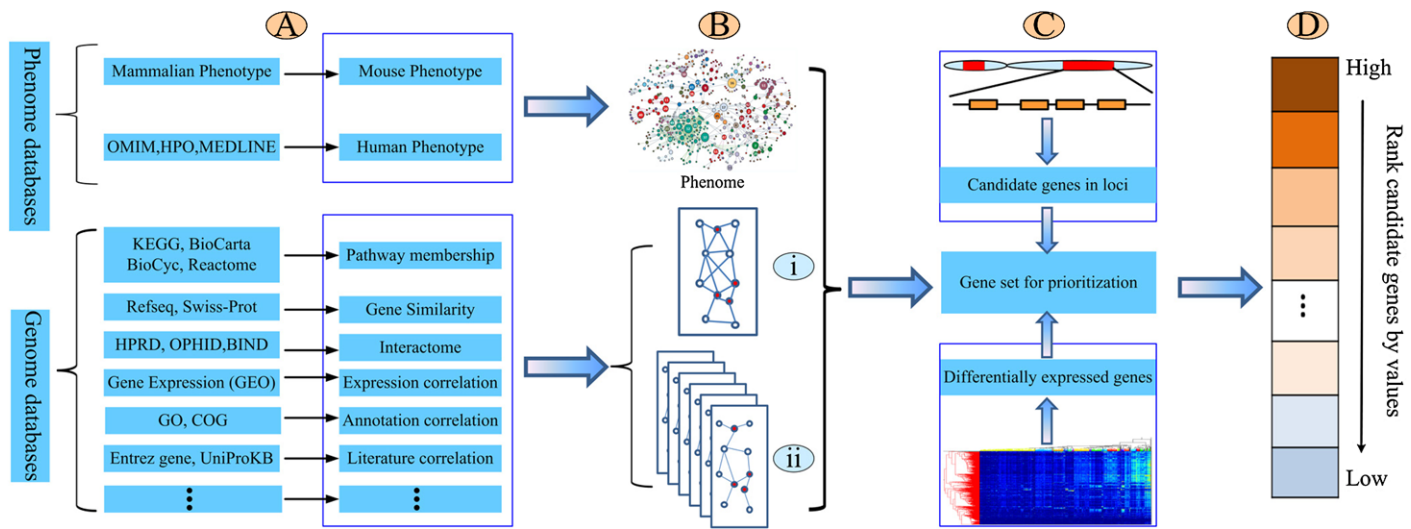 A
B
C
D
Phenome databases
Mammalian Phenotype
Mouse Phenotype
OMIM,HPO,MEDLINE
Human Phenotype
Phenome
Genome databases
KEGG, BioCarta
BioCyc, Reactome
Pathway membership
Refseq, Swiss-Prot
Gene Similarity
HPRD, OPHID,BIND
Interactome
Gene Expression (GEO)
Expression correlation
GO, COG
Annotation correlation
Entrez gene, UniProKB
Literature correlation
i
ii
Candidate genes in loci
Gene set for prioritization
Differentially expressed genes
High
Rank candidate genes by values
Low